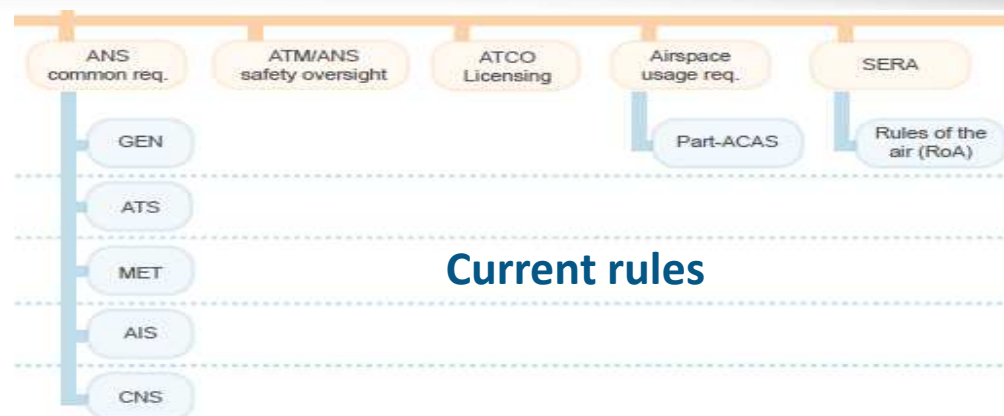 ANS
common req.
ATM/ANS
safety oversight
ATCO
Licensing
Airspace
usage req.
SERA
GEN
Part-ACAS
Rules of the
air (RoA)
ATS
MET
Current rules
AIS
CNS